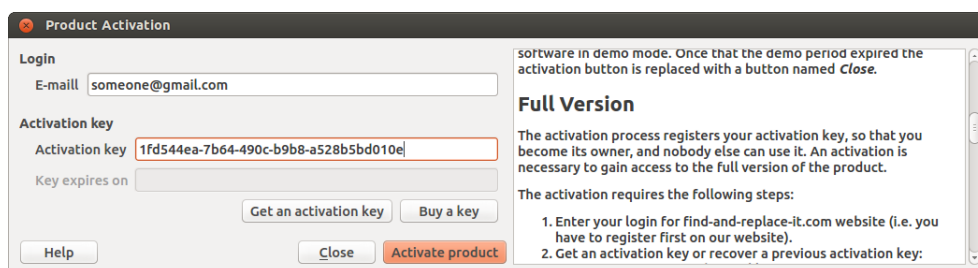 Product Activation
Login
E-maill someone@gmail.com
Activation key
Activation key 1fd544ea-7b64-490c-b9b8-a528b5bd010e
Key expires on
Get an activation key Buy a key
Help Close Activate product
software in demo mode. Once that the demo period expired the
activation button is replaced with a button named Close.
Full Version
The activation process registers your activation key, so that you
become its owner, and nobody else can use it. An activation is
necessary to gain access to the full version of the product.
The activation requires the following steps:
1. Enter your login for find-and-replace-it.com website (i.e. you
have to register first on our website).
2. Get an activation key or recover a previous activation key: